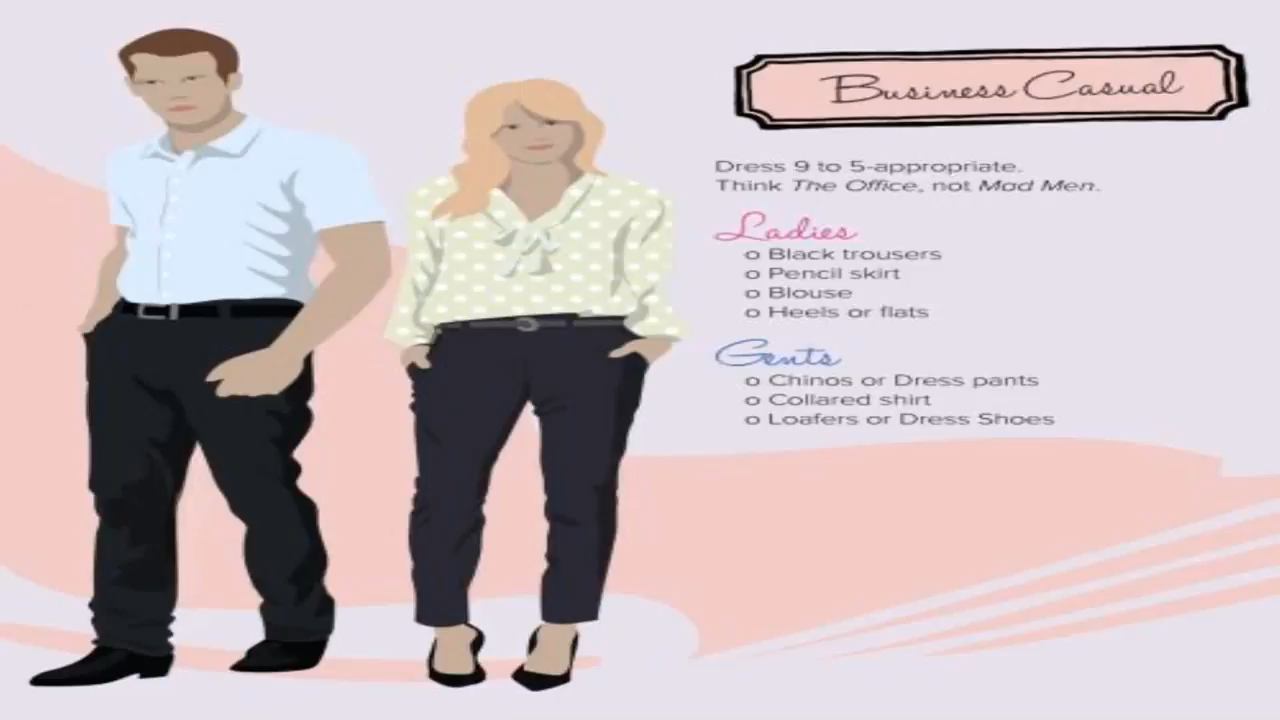 Business Casual
Dress 9 to 5-appropriate.
Think The Office, not Mad Men.
Ladies
o Black trousers
o Pencil skirt
o Blouse
o Heels or flats
Gents
o Chinos or Dress pants
o Collared shirt
o Loafers or Dress Shoes